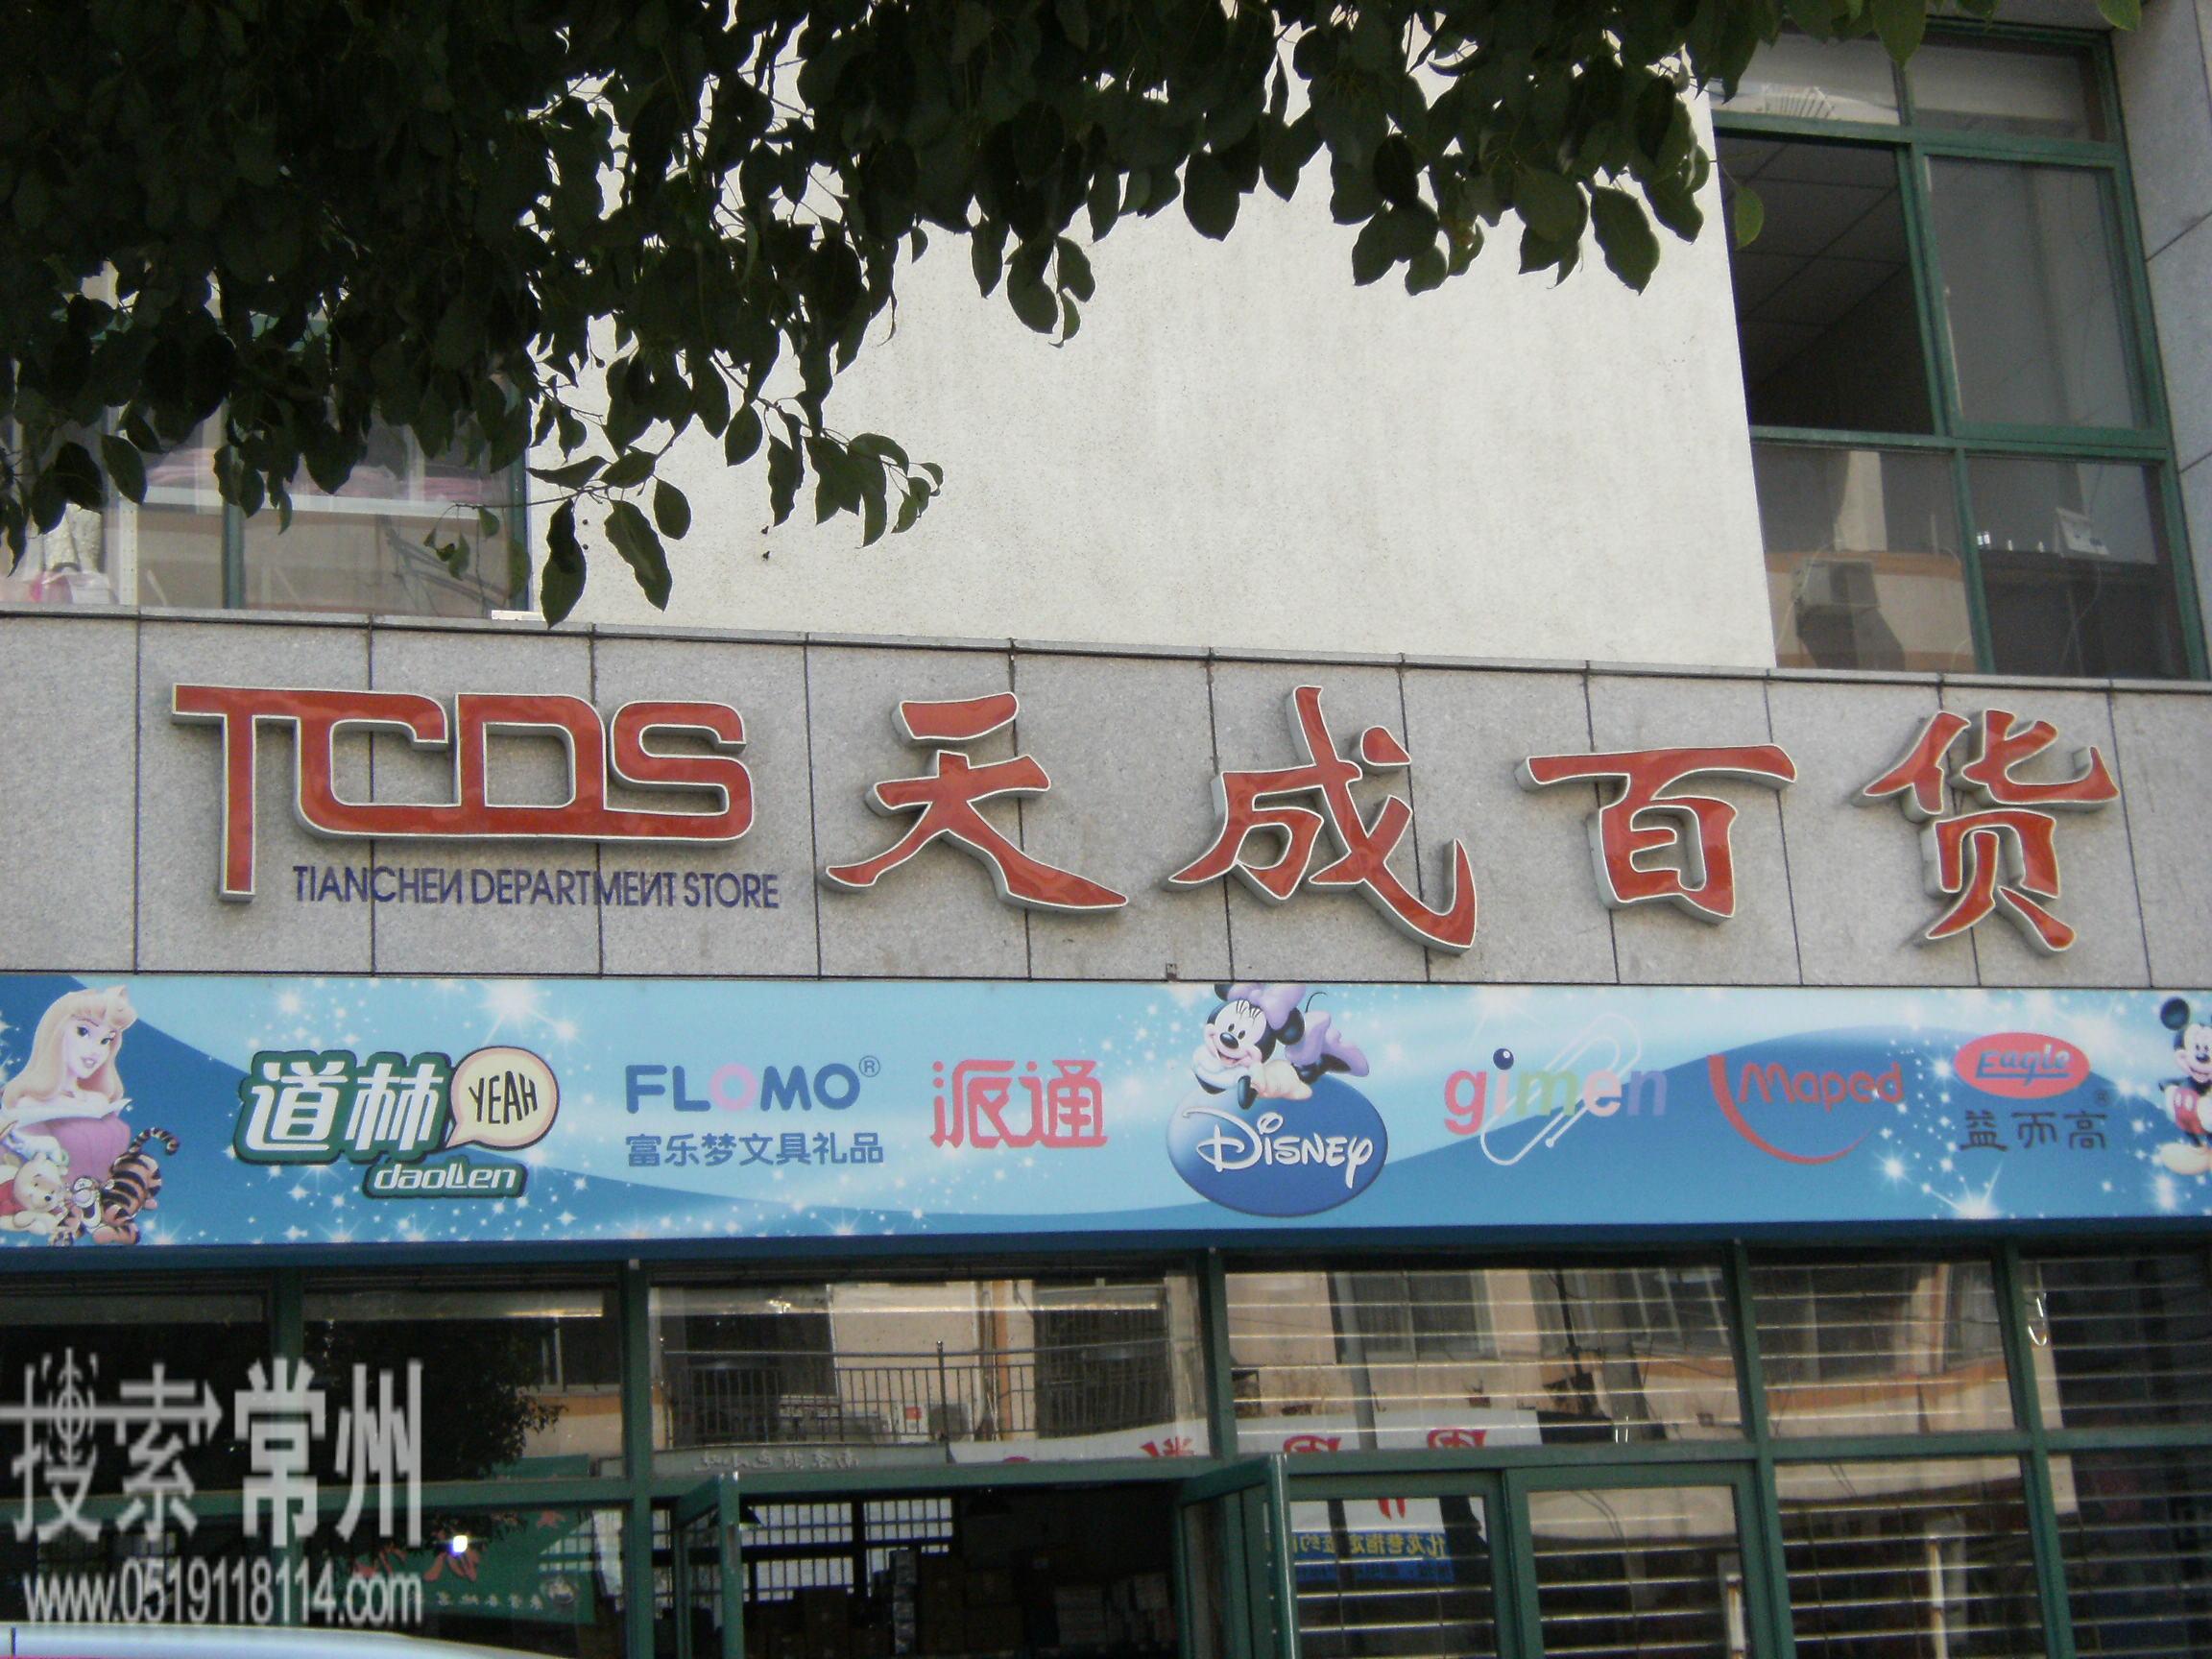 TCDS 天成百货
TIANCHEN DEPARTMENT STORE
道林 YEAH
daoLen
FLOMO®
富乐梦文具礼品
派通
Disney
gimen
Maped
Eagle
益而高®
搜索常州
www.0519118114.com